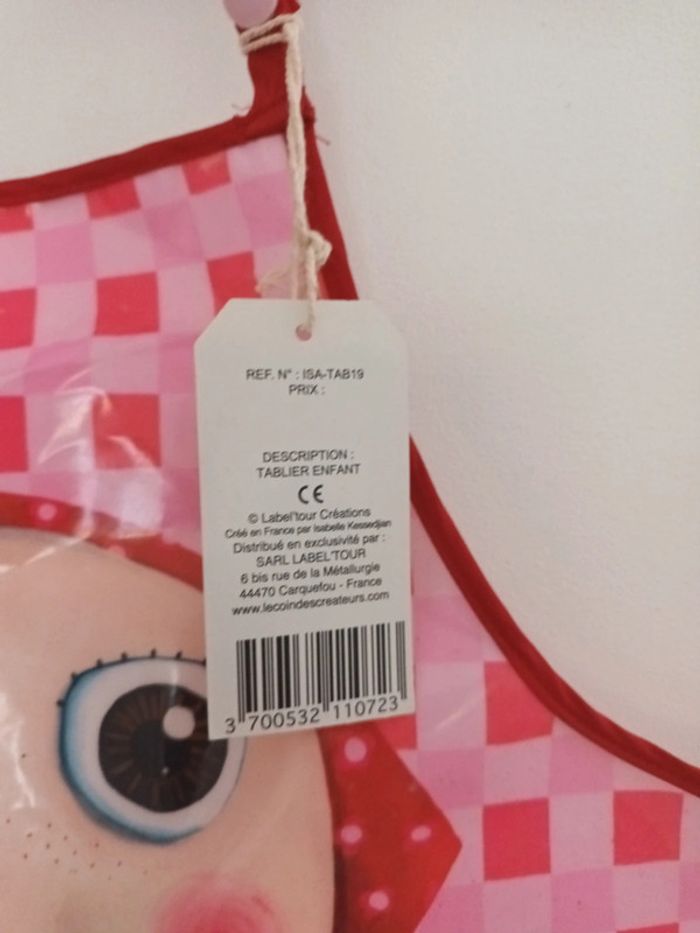 REF. N° : ISA-TAB19
PRIX :
DESCRIPTION :
TABLIER ENFANT
CE
© Label'tour Créations
Créé en France par Isabelle Kessedjian
Distribué en exclusivité par :
SARL LABEL'TOUR
6 bis rue de la Métallurgie
44470 Carquefou - France
www.lecoindescreateurs.com
3 700532 110723